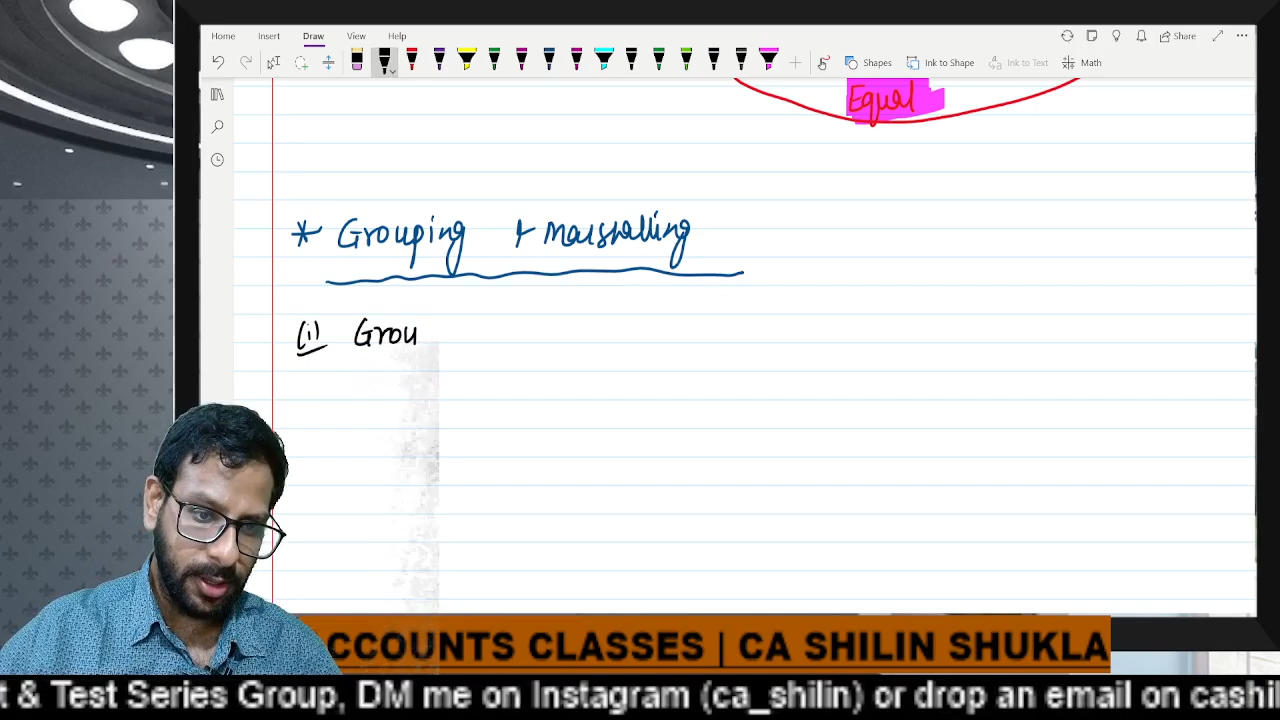 Home Insert Draw View Help Share
Shapes Ink to Shape Ink to Text Math
Equal
* Grouping + Marshalling
(i) Grou
CCOUNTS CLASSES | CA SHILIN SHUKLA
t & Test Series Group, DM me on Instagram (ca_shilin) or drop an email on cashil